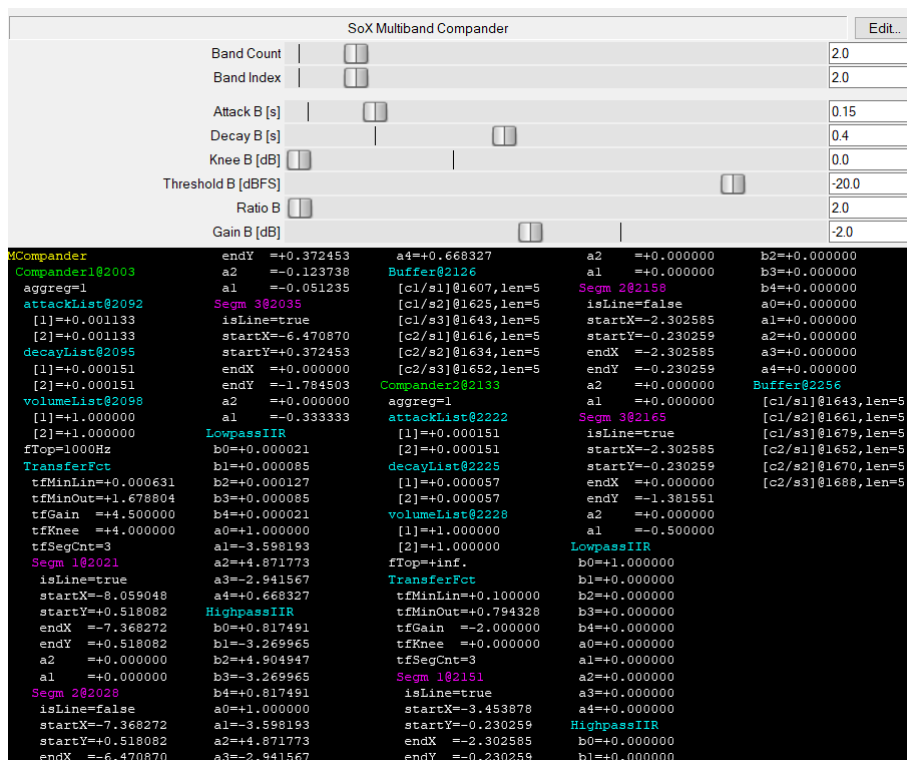 SoX Multiband Compander
Edit...
Band Count 2.0
Band Index 2.0
Attack B [s] 0.15
Decay B [s] 0.4
Knee B [dB] 0.0
Threshold B [dBFS] -20.0
Ratio B 2.0
Gain B [dB] -2.0
MCompander
Compander1@2003
aggreg=1
attackList@2092
[1]=+0.001133
[2]=+0.001133
decayList@2095
[1]=+0.000151
[2]=+0.000151
volumeList@2098
[1]=+1.000000
[2]=+1.000000
fTop=1000Hz
TransferFct
tfMinLin=+0.000631
tfMinOut=+1.678804
tfGain =+4.500000
tfKnee =+4.000000
tfSegCnt=3
Segm 1@2021
isLine=true
startX=-8.059048
startY=+0.518082
endX =-7.368272
endY =+0.518082
a2 =+0.000000
a1 =+0.000000
Segm 2@2028
isLine=false
startX=-7.368272
startY=+0.518082
endX =-6.470870
endY =+0.372453
a2 =-0.123738
a1 =-0.051235
Segm 3@2035
isLine=true
startX=-6.470870
startY=+0.372453
endX =+0.000000
endY =-1.784503
a2 =+0.000000
a1 =-0.333333
LowpassIIR
b0=+0.000021
b1=+0.000085
b2=+0.000127
b3=+0.000085
b4=+0.000021
a0=+1.000000
a1=-3.598193
a2=+4.871773
a3=-2.941567
a4=+0.668327
HighpassIIR
b0=+0.817491
b1=-3.269965
b2=+4.904947
b3=-3.269965
b4=+0.817491
a0=+1.000000
a1=-3.598193
a2=+4.871773
a3=-2.941567
a4=+0.668327
Buffer@2126
[c1/s1]@1607,len=5
[c1/s2]@1625,len=5
[c1/s3]@1643,len=5
[c2/s1]@1616,len=5
[c2/s2]@1634,len=5
[c2/s3]@1652,len=5
Compander2@2133
aggreg=1
attackList@2222
[1]=+0.000151
[2]=+0.000151
decayList@2225
[1]=+0.000057
[2]=+0.000057
volumeList@2228
[1]=+1.000000
[2]=+1.000000
fTop=+inf.
TransferFct
tfMinLin=+0.100000
tfMinOut=+0.794328
tfGain =-2.000000
tfKnee =+0.000000
tfSegCnt=3
Segm 1@2151
isLine=true
startX=-3.453878
startY=-0.230259
endX =-2.302585
endY =-0.230259
a2 =+0.000000
a1 =+0.000000
Segm 2@2158
isLine=false
startX=-2.302585
startY=-0.230259
endX =-2.302585
endY =-0.230259
a2 =+0.000000
a1 =+0.000000
Segm 3@2165
isLine=true
startX=-2.302585
startY=-0.230259
endX =+0.000000
endY =-1.381551
a2 =+0.000000
a1 =-0.500000
LowpassIIR
b0=+1.000000
b1=+0.000000
b2=+0.000000
b3=+0.000000
b4=+0.000000
a0=+0.000000
a1=+0.000000
a2=+0.000000
a3=+0.000000
a4=+0.000000
HighpassIIR
b0=+0.000000
b1=+0.000000
b2=+0.000000
b3=+0.000000
b4=+0.000000
a0=+0.000000
a1=+0.000000
a2=+0.000000
a3=+0.000000
a4=+0.000000
Buffer@2256
[c1/s1]@1643,len=5
[c1/s2]@1661,len=5
[c1/s3]@1679,len=5
[c2/s1]@1652,len=5
[c2/s2]@1670,len=5
[c2/s3]@1688,len=5